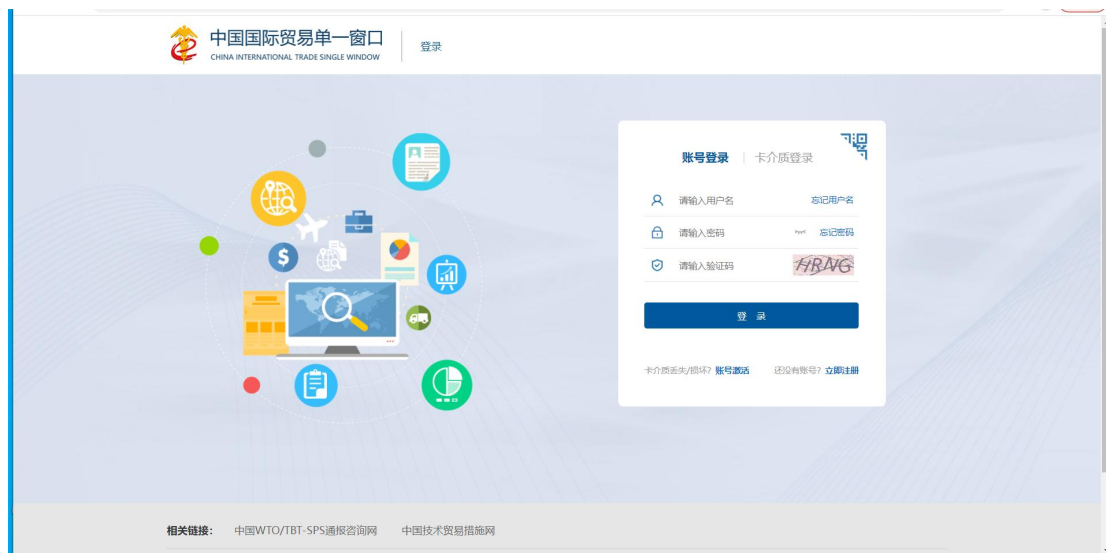 中国国际贸易单一窗口
CHINA INTERNATIONAL TRADE SINGLE WINDOW
登录
账号登录 卡介质登录
请输入用户名 忘记用户名
请输入密码 忘记密码
请输入验证码 HRNG
登 录
卡介质丢失/损坏? 账号激活 还没有账号? 立即注册
相关链接: 中国WTO/TBT-SPS通报咨询网 中国技术贸易措施网